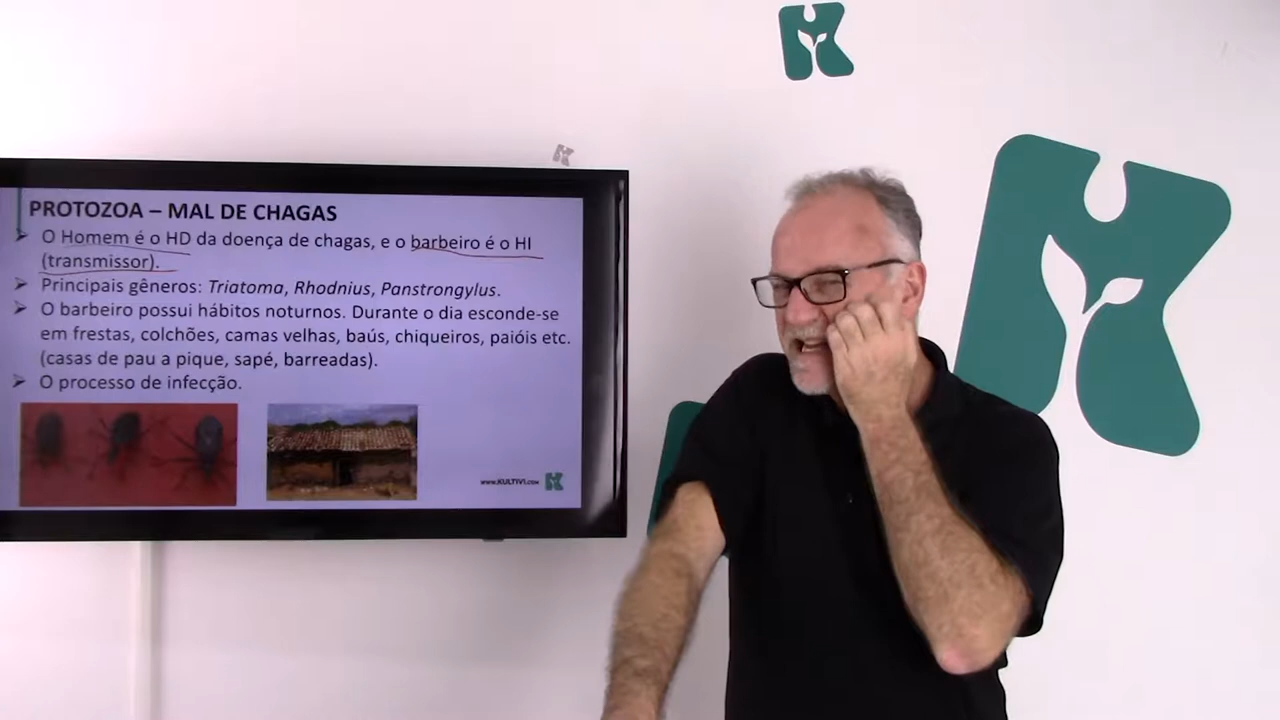 PROTOZOA – MAL DE CHAGAS
➤ O Homem é o HD da doença de chagas, e o barbeiro é o HI
(transmissor).
➤ Principais gêneros: Triatoma, Rhodnius, Panstrongylus.
➤ O barbeiro possui hábitos noturnos. Durante o dia esconde-se
em frestas, colchões, camas velhas, baús, chiqueiros, paióis etc.
(casas de pau a pique, sapé, barreadas).
➤ O processo de infecção.
www.KULTIVI.com